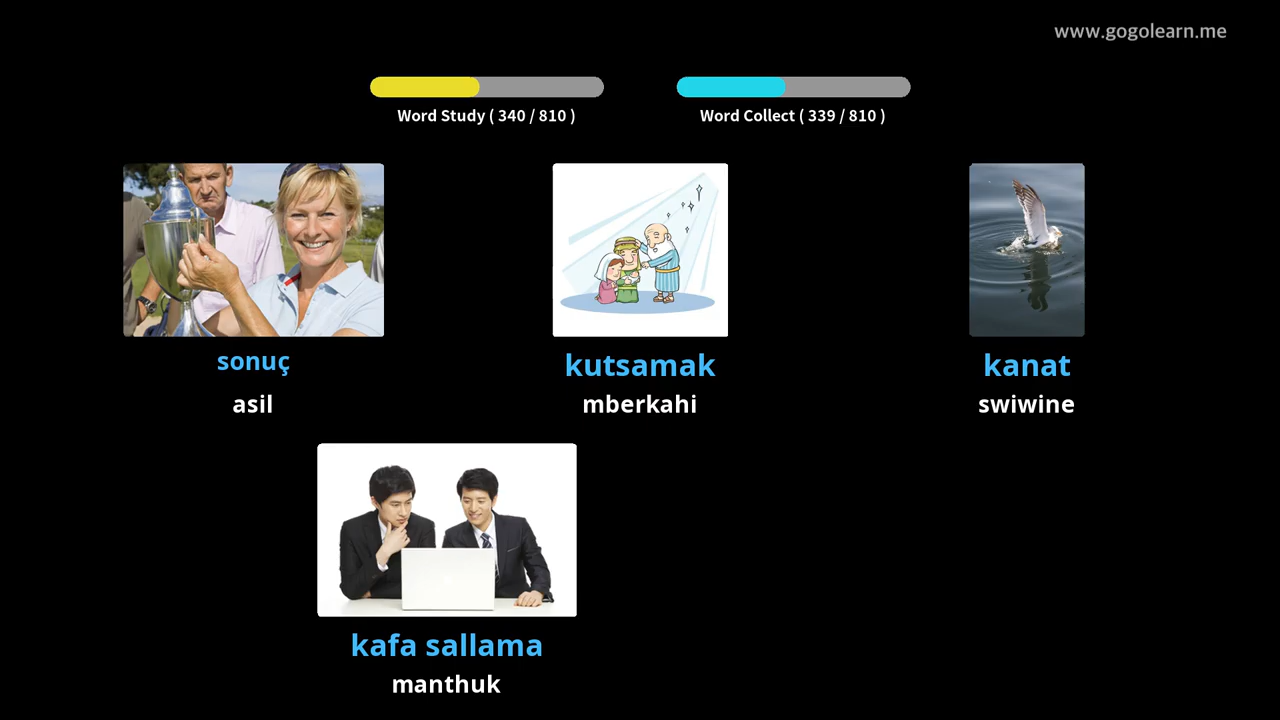 www.gogolearn.me
Word Study ( 340 / 810 )
Word Collect ( 339 / 810 )
sonuç
asil
kutsamak
mberkahi
kanat
swiwine
kafa sallama
manthuk